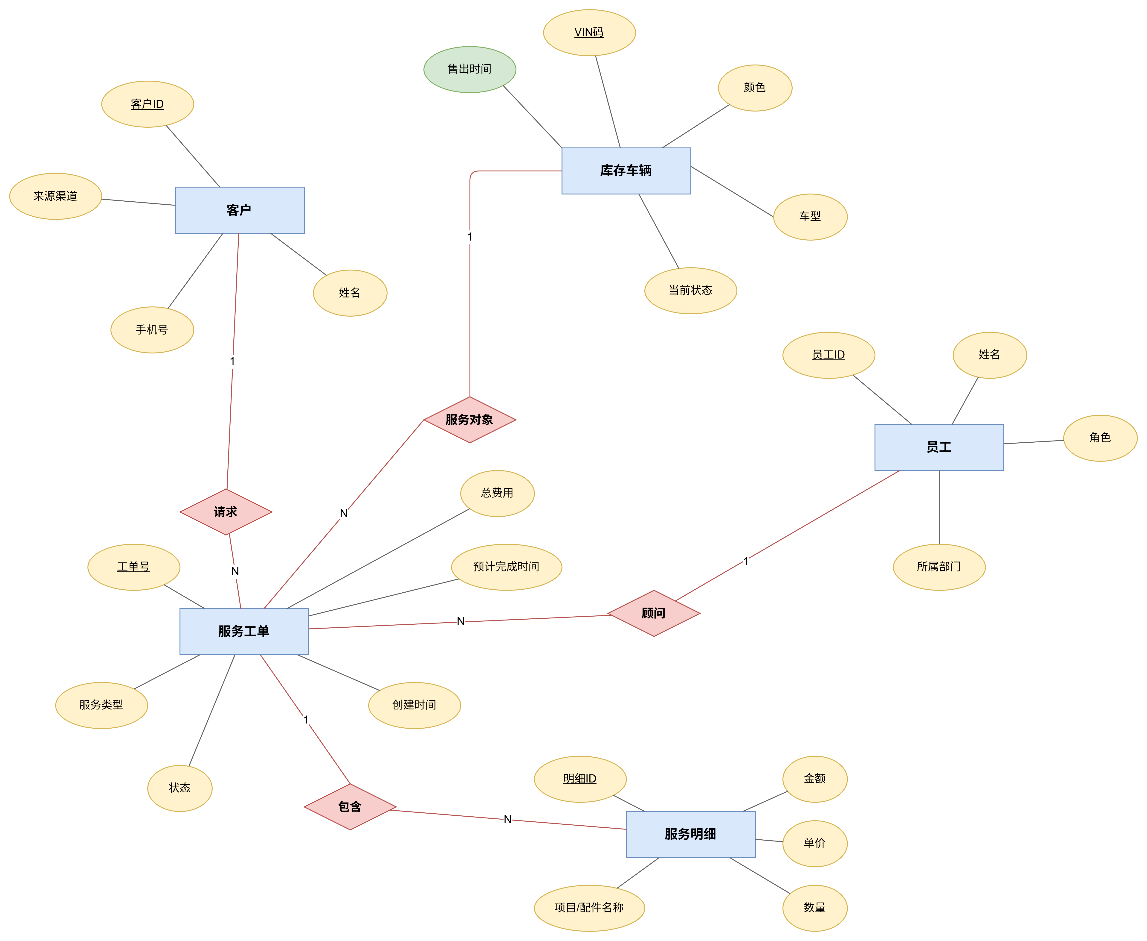 VIN码
售出时间
颜色
客户ID
库存车辆
来源渠道
客户
车型
当前状态
姓名
手机号
1
员工ID
姓名
1
服务对象
角色
员工
总费用
请求
N
工单号
N
预计完成时间
1
所属部门
服务工单
N
顾问
服务类型
创建时间
1
状态
明细ID
金额
包含
N
服务明细
单价
项目/配件名称
数量